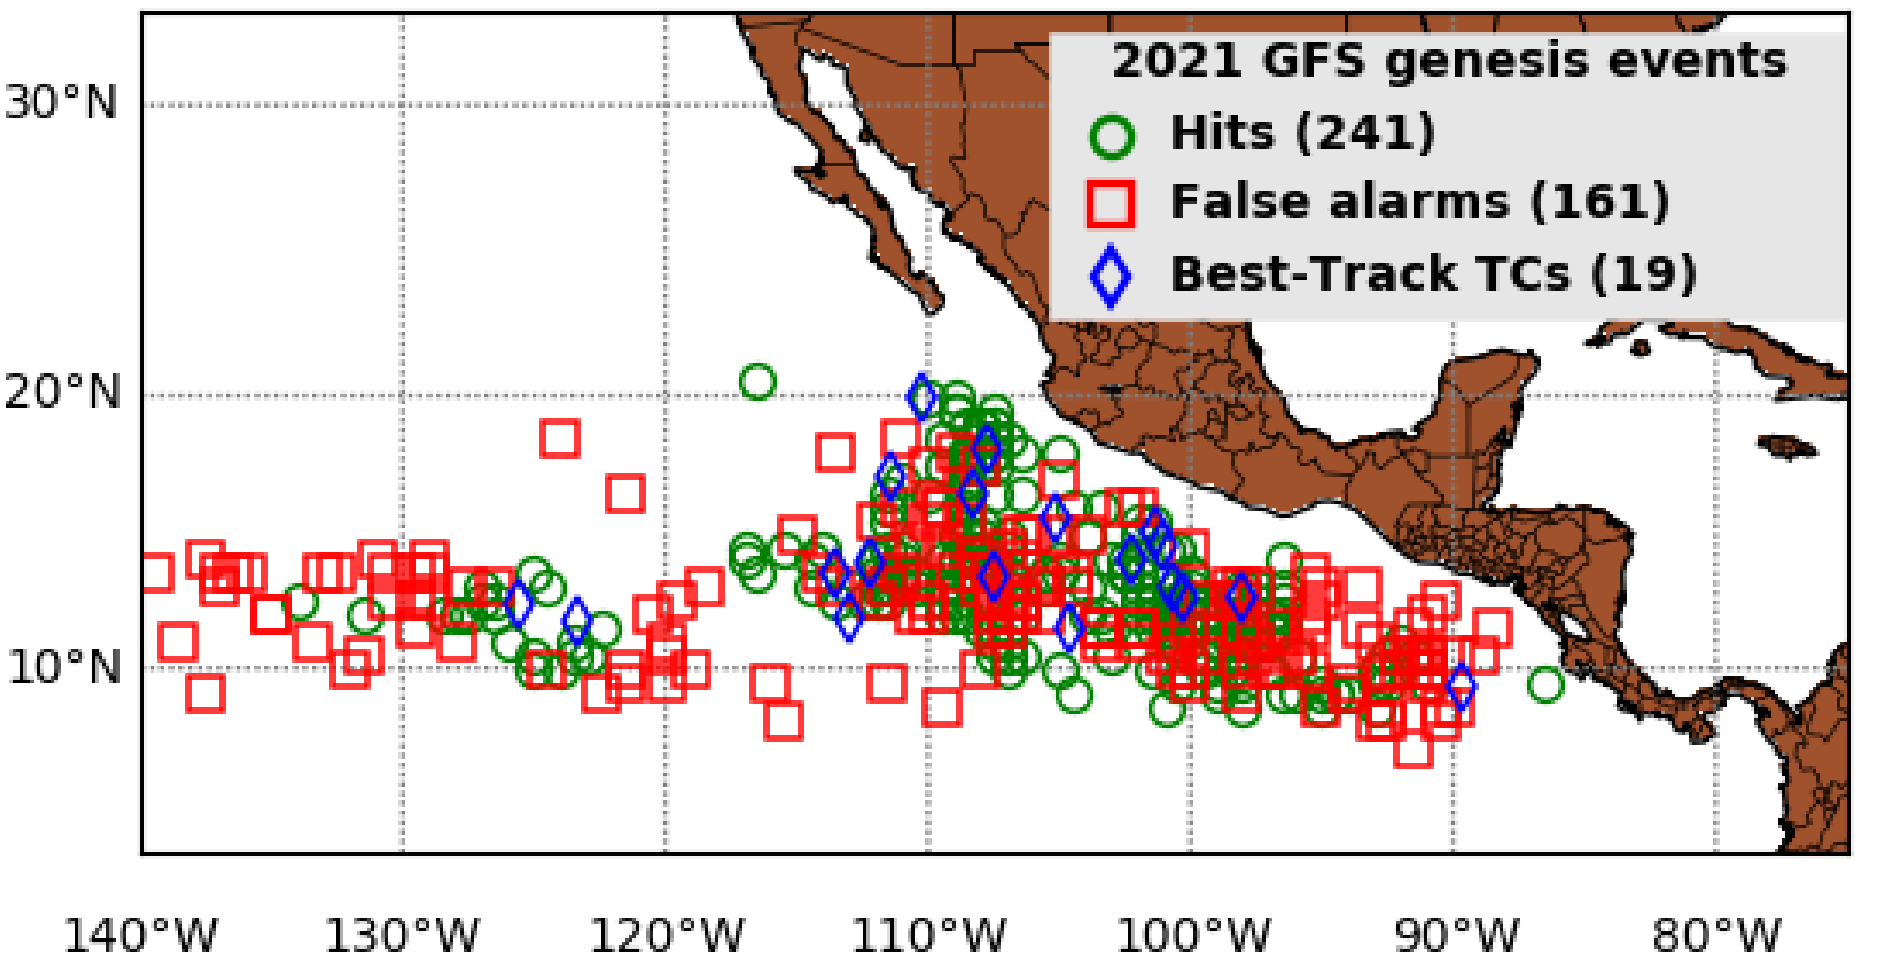 2021 GFS genesis events
30°N
Hits (241)
False alarms (161)
Best-Track TCs (19)
20°N
10°N
140°W 130°W 120°W 110°W 100°W 90°W 80°W